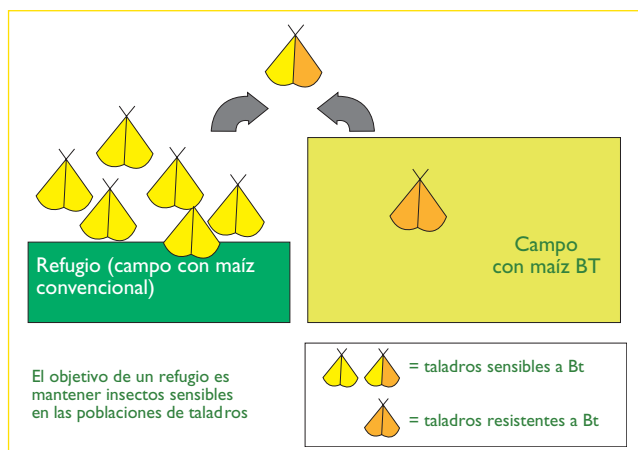 Refugio (campo con maíz
convencional)
Campo
con maíz BT
El objetivo de un refugio es
mantener insectos sensibles
en las poblaciones de taladros
= taladros sensibles a Bt
= taladros resistentes a Bt